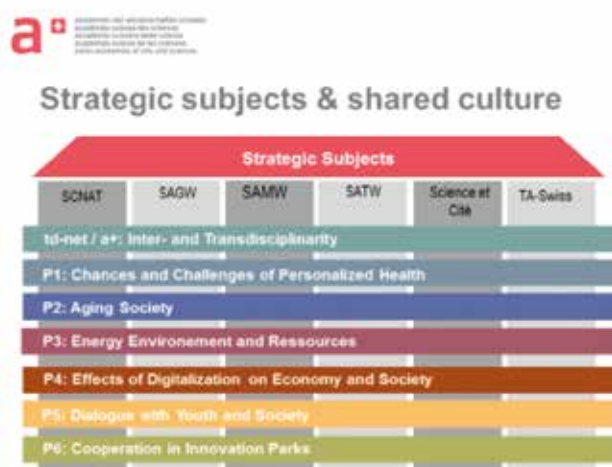 a+
Strategic subjects & shared culture
Strategic Subjects
SCNAT SAGW SAMW SATW Science et Cité TA-Swiss
td-net / a+: Inter- and Transdisciplinarity
P1: Chances and Challenges of Personalized Health
P2: Aging Society
P3: Energy Environement and Ressources
P4: Effects of Digitalization on Economy and Society
P5: Dialogue with Youth and Society
P6: Cooperation in Innovation Parks